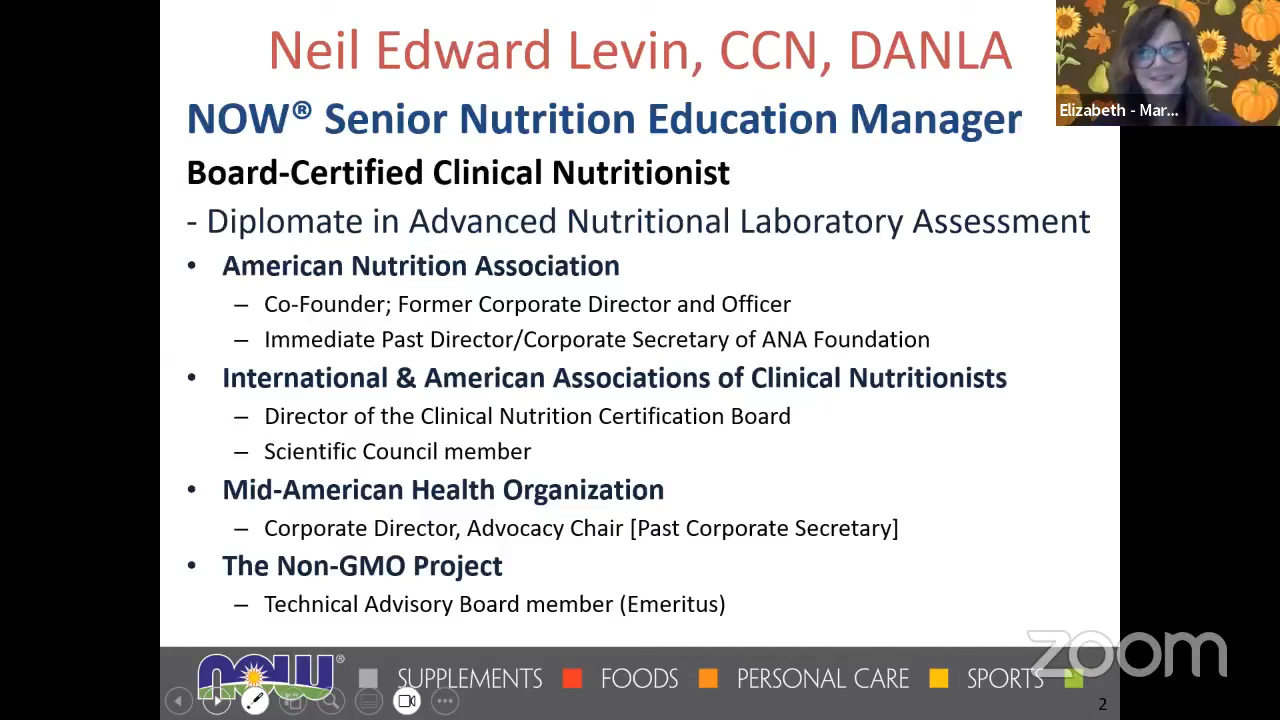 Neil Edward Levin, CCN, DANLA
NOW® Senior Nutrition Education Manager
Board-Certified Clinical Nutritionist
- Diplomate in Advanced Nutritional Laboratory Assessment
• American Nutrition Association
– Co-Founder; Former Corporate Director and Officer
– Immediate Past Director/Corporate Secretary of ANA Foundation
• International & American Associations of Clinical Nutritionists
– Director of the Clinical Nutrition Certification Board
– Scientific Council member
• Mid-American Health Organization
– Corporate Director, Advocacy Chair [Past Corporate Secretary]
• The Non-GMO Project
– Technical Advisory Board member (Emeritus)
Elizabeth - Mar...
NOW® SUPPLEMENTS FOODS PERSONAL CARE SPORTS
zoom
2